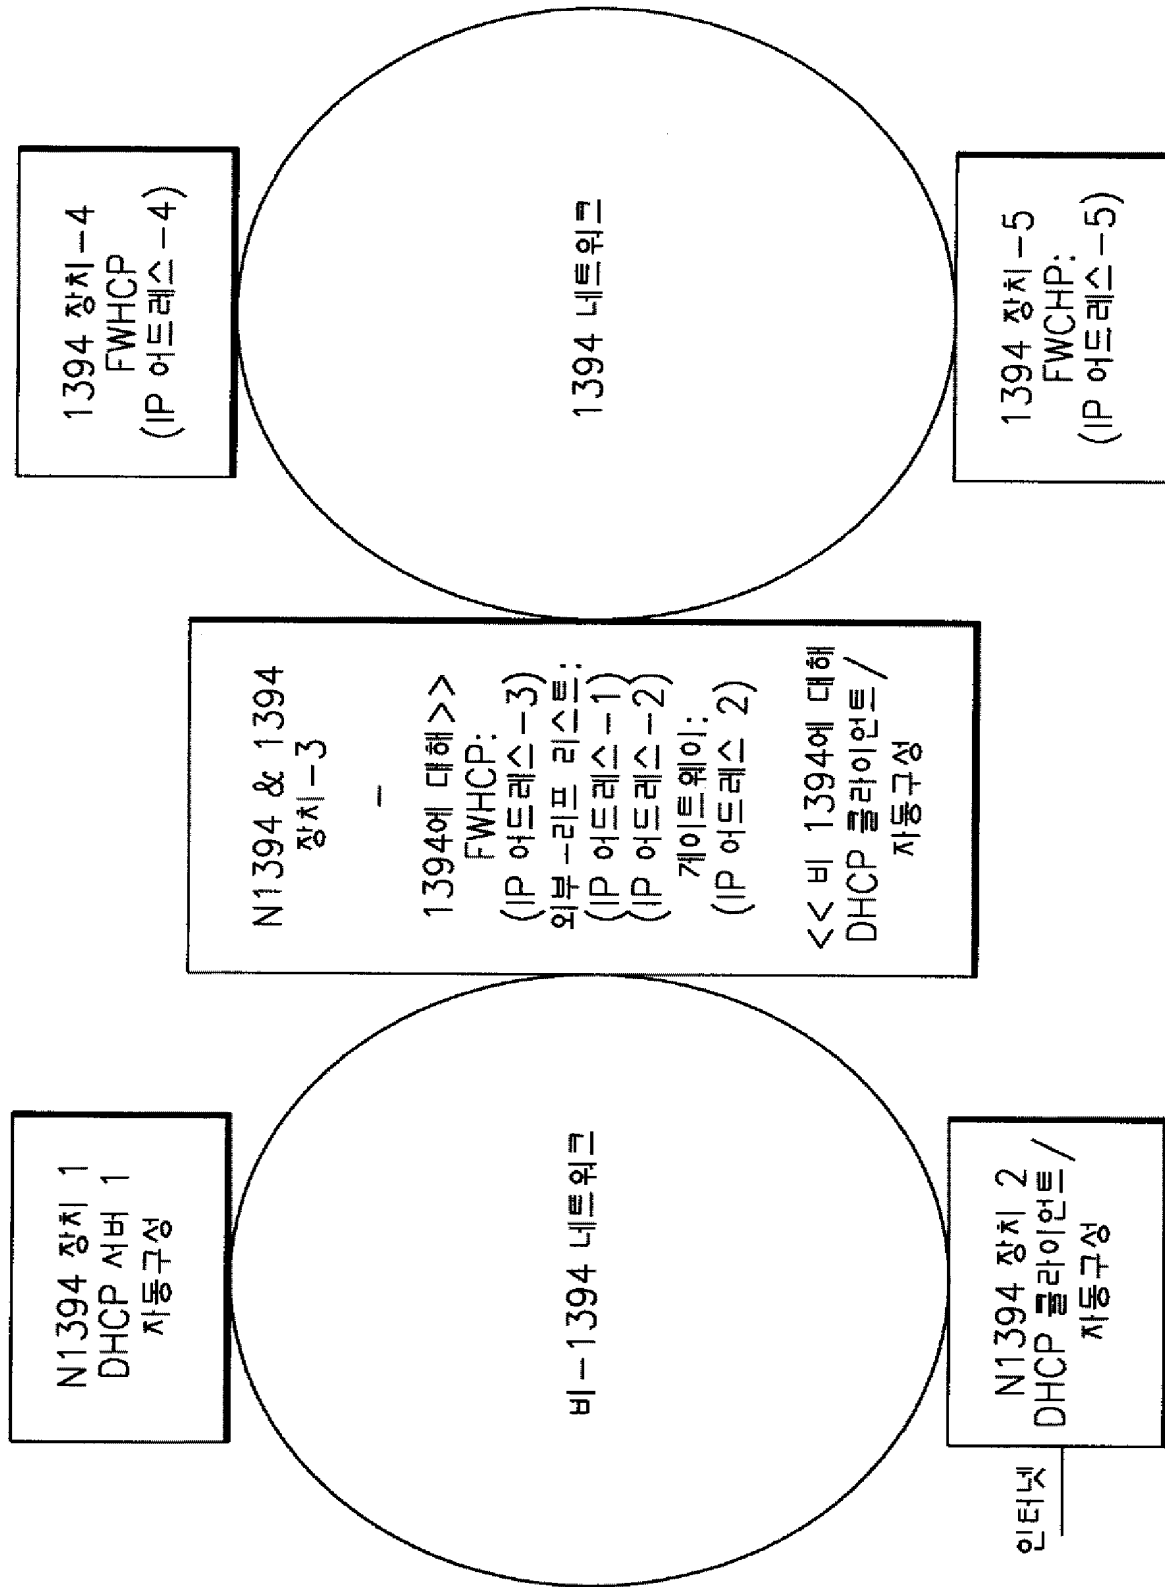 N1394 장치 1
DHCP 서버 1
자동구성
비-1394 네트워크
N1394 장치 2
DHCP 클라이언트/
자동구성
인터넷
N1394 & 1394
장치-3
-
1394에 대해>>
FWHCP:
(IP 어드레스-3)
외부-리프 리스트:
(IP 어드레스-1)
(IP 어드레스-2)
게이트웨이:
(IP 어드레스 2)
<< 비 1394에 대해
DHCP 클라이언트/
자동구성
1394 장치-4
FWHCP
(IP 어드레스-4)
1394 네트워크
1394 장치-5
FWCHP:
(IP 어드레스-5)